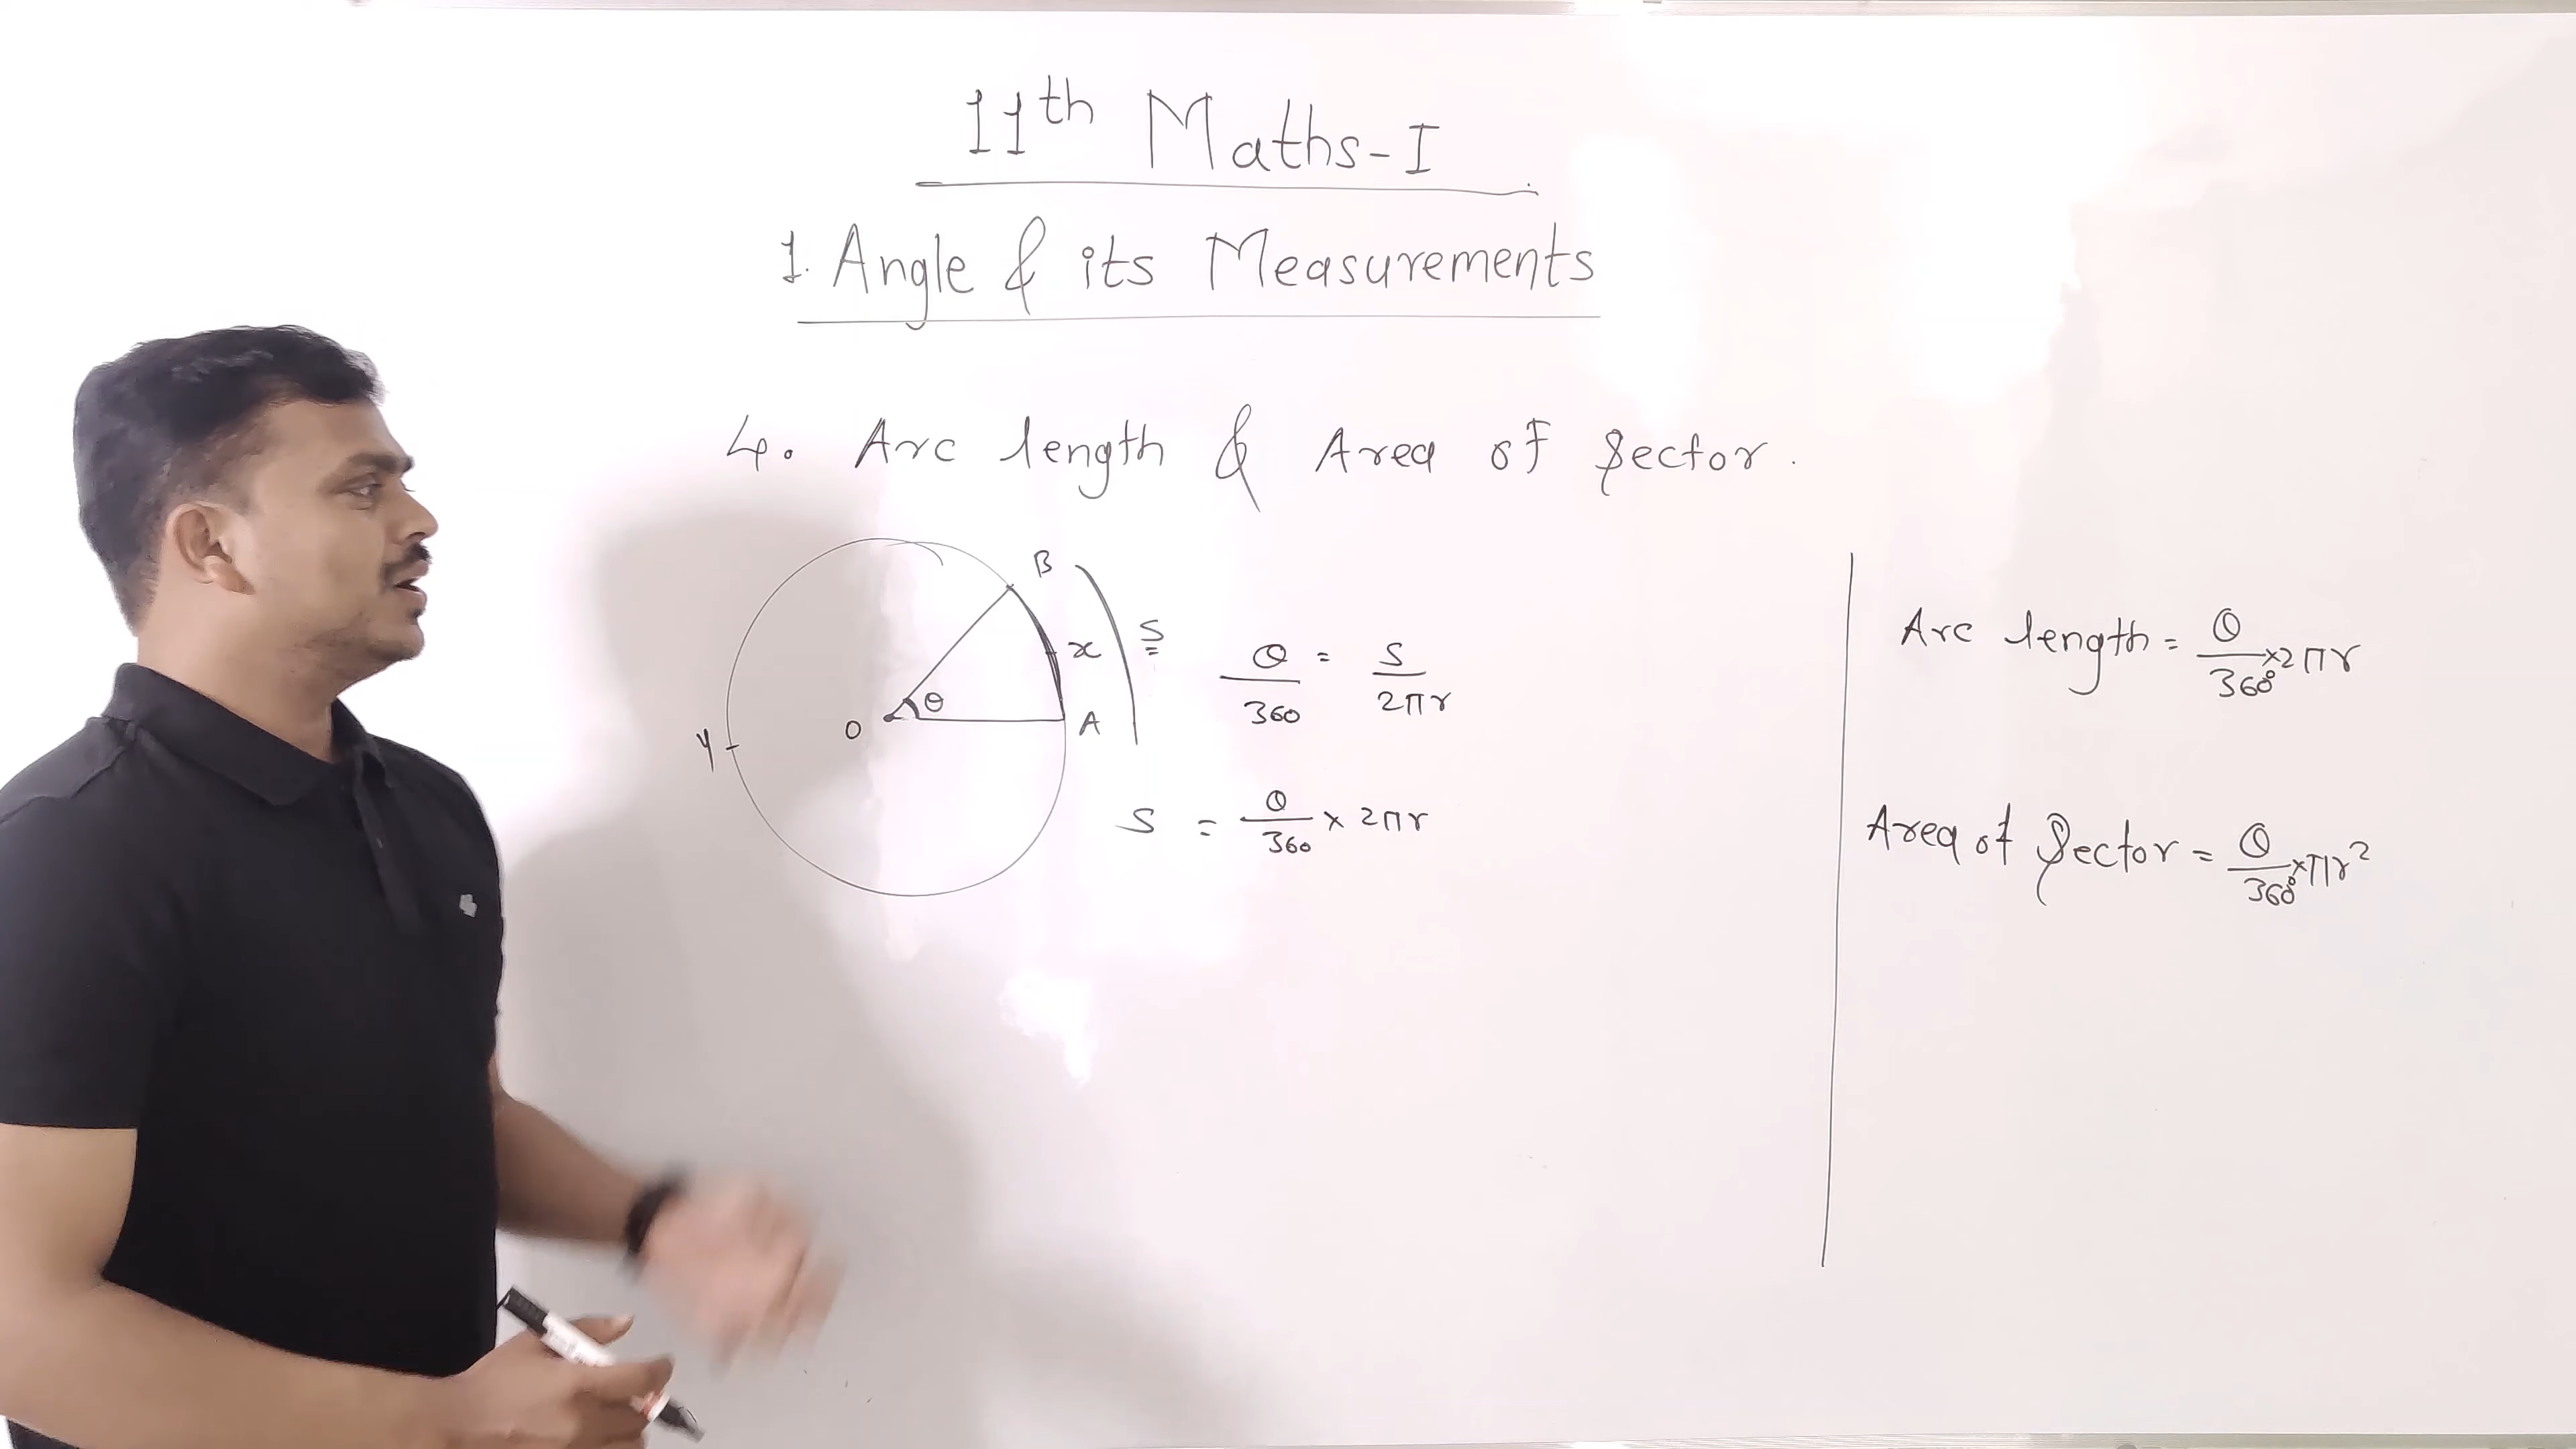 11th Maths-I
1. Angle & its Measurements
4. Arc length & Area of Sector.
B
S
x
θ
A
O
Y
θ/360 = S/2πr
S = θ/360 × 2πr
Arc length = θ/360° × 2πr
Area of Sector = θ/360° × πr²